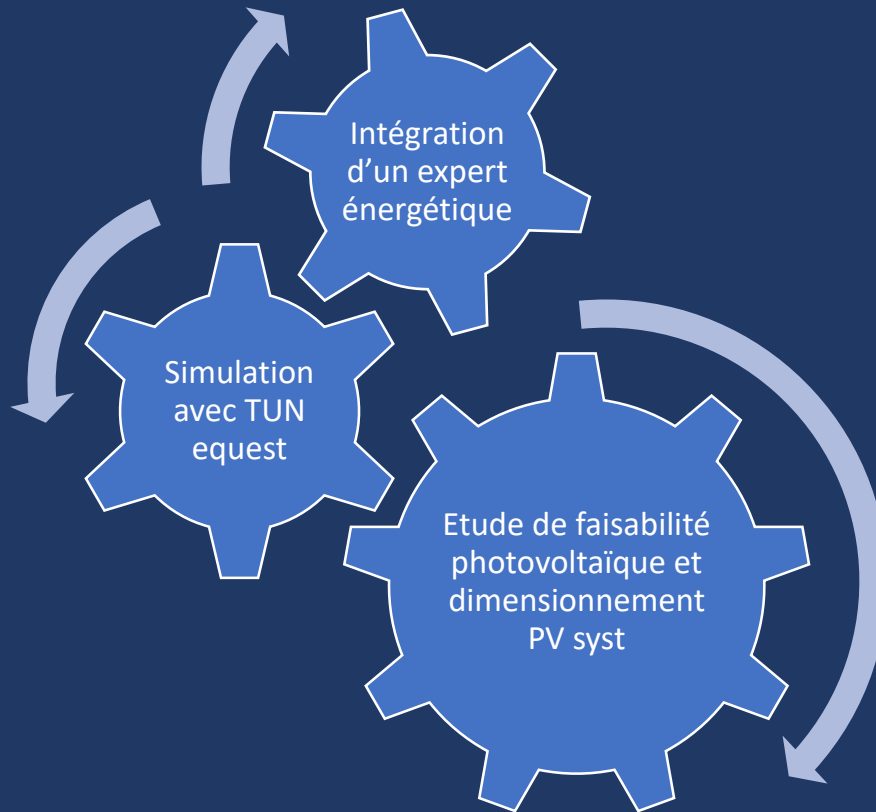 Intégration
d’un expert
énergétique
Simulation
avec TUN
equest
Etude de faisabilité
photovoltaïque et
dimensionnement
PV syst